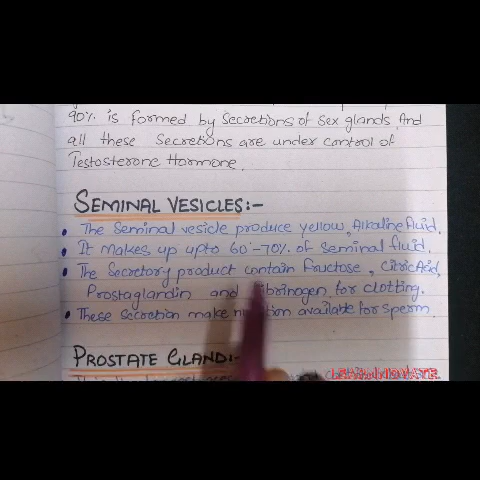 90% is formed by secretions of sex glands. And
all these secretions are under control of
Testosterone Hormone.
SEMINAL VESICLES:-
• The Seminal vesicle produce yellow, Alkaline fluid.
• It makes up upto 60-70% of Seminal fluid.
• The Secretory product contain fructose, Citric Acid,
Prostaglandin and fibrinogen for clotting.
• These secretion make available for sperm.
PROSTATE GLAND:-